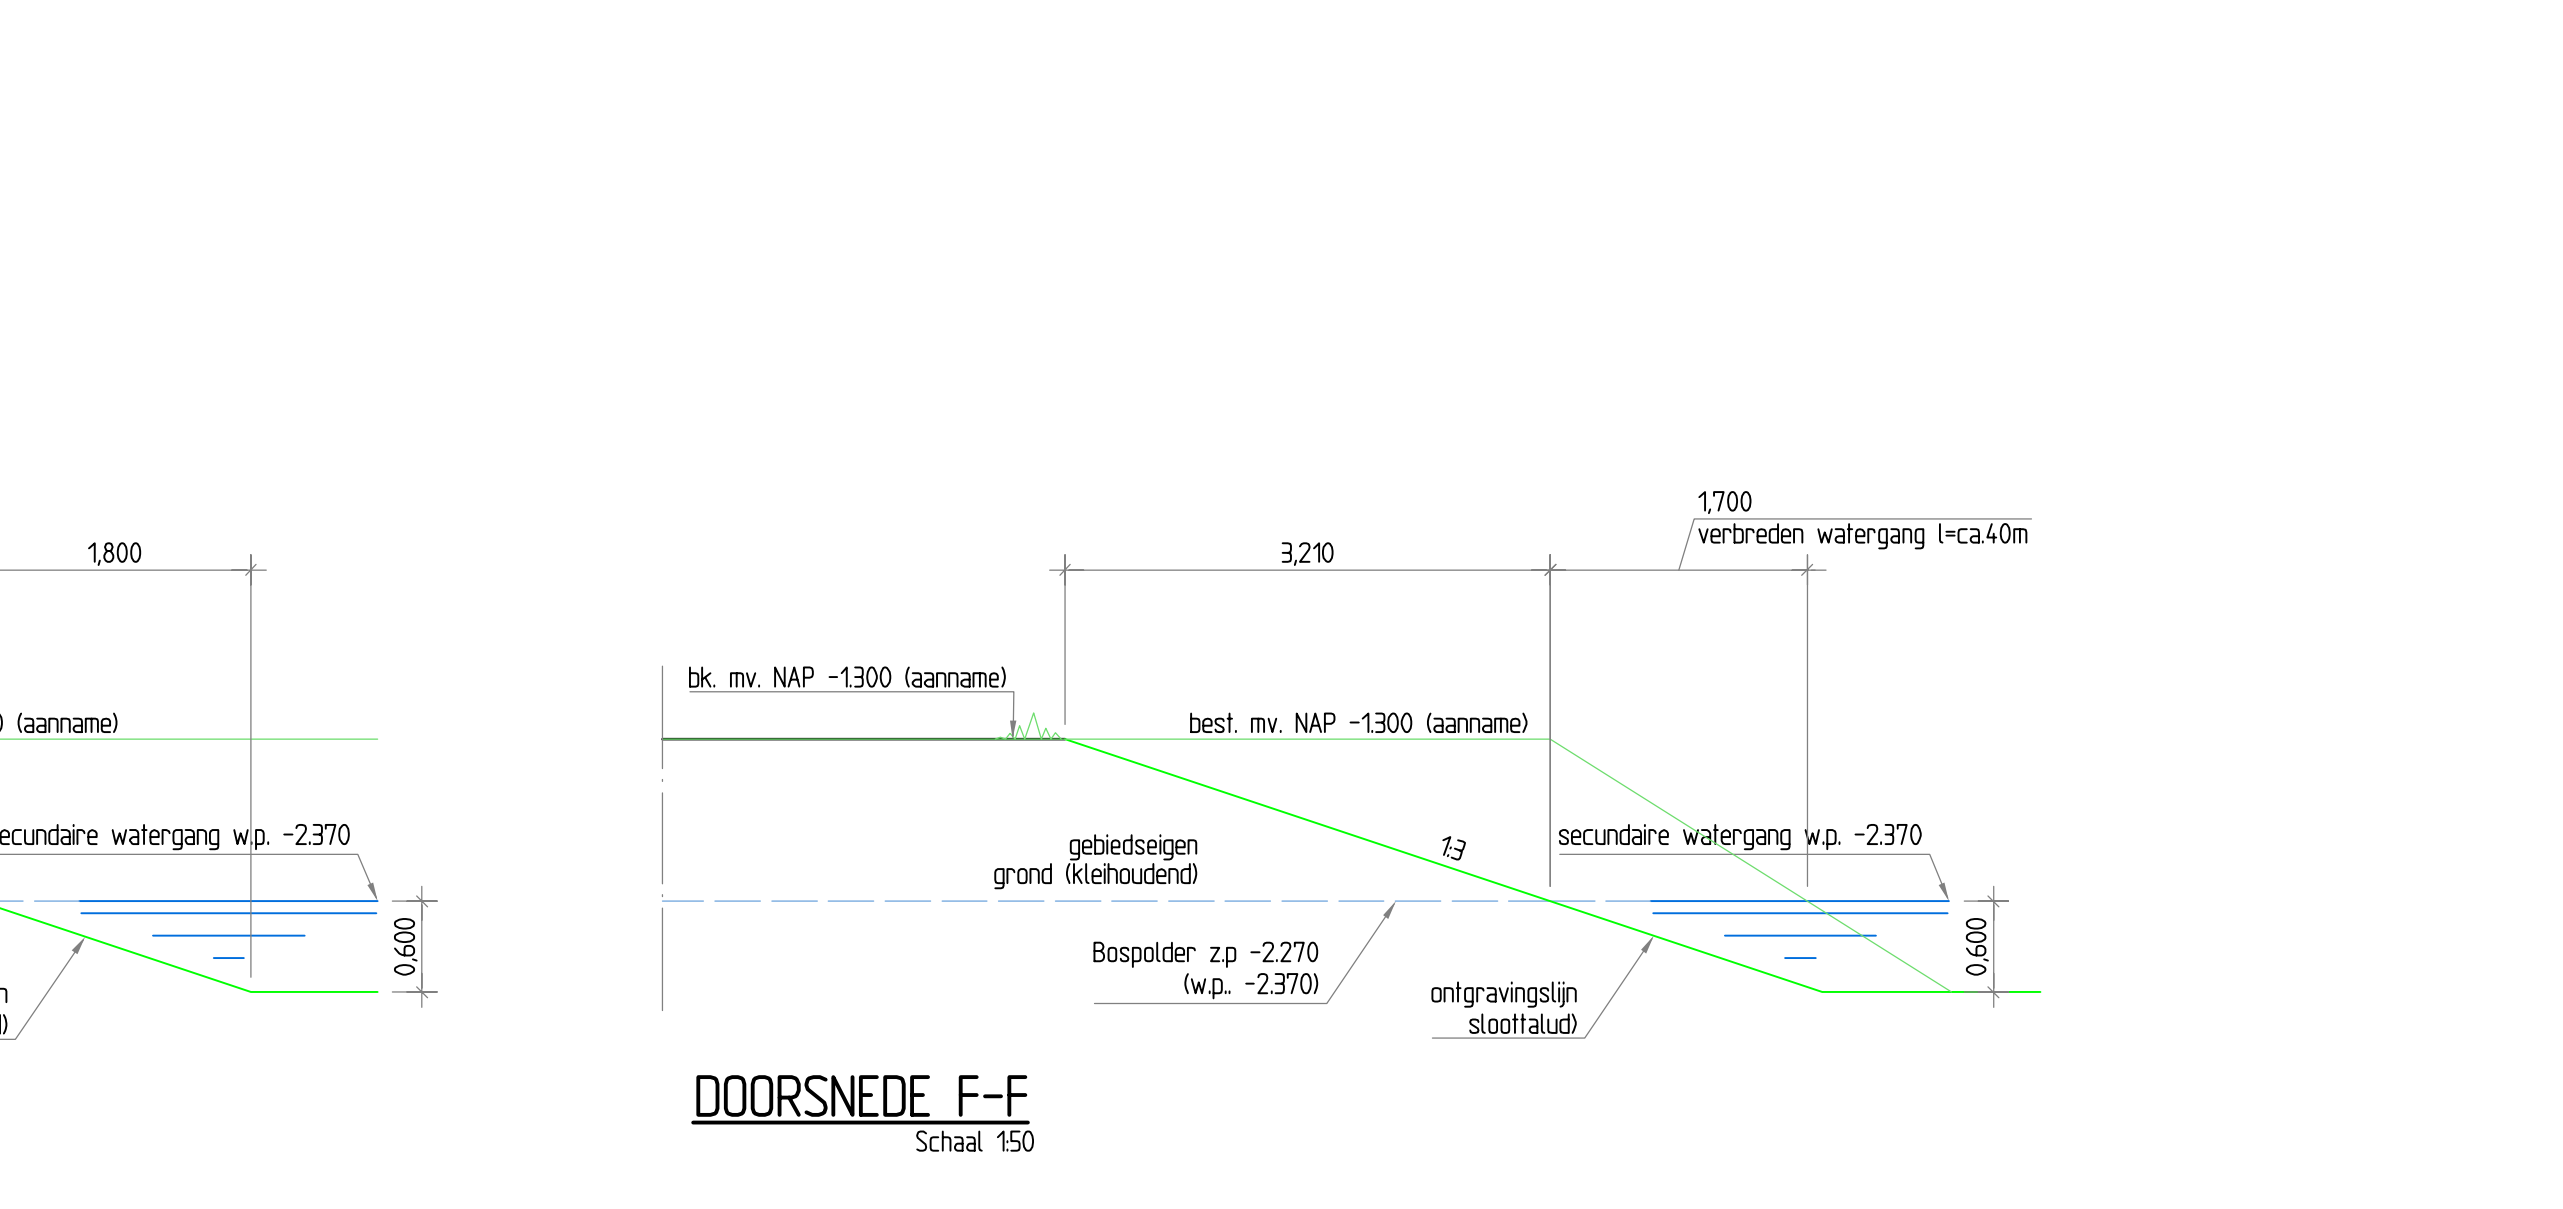 1,800
) (aanname)
ecundaire watergang w.p. -2.370
0,600
n
)
1,700
verbreden watergang l=ca.40m
3,210
bk. mv. NAP -1.300 (aanname)
best. mv. NAP -1.300 (aanname)
1:3
gebiedseigen
grond (kleihoudend)
secundaire watergang w.p. -2.370
Bospolder z.p -2.270
(w.p.. -2.370)
ontgravingslijn
sloottalud)
0,600
DOORSNEDE F-F
Schaal 1:50